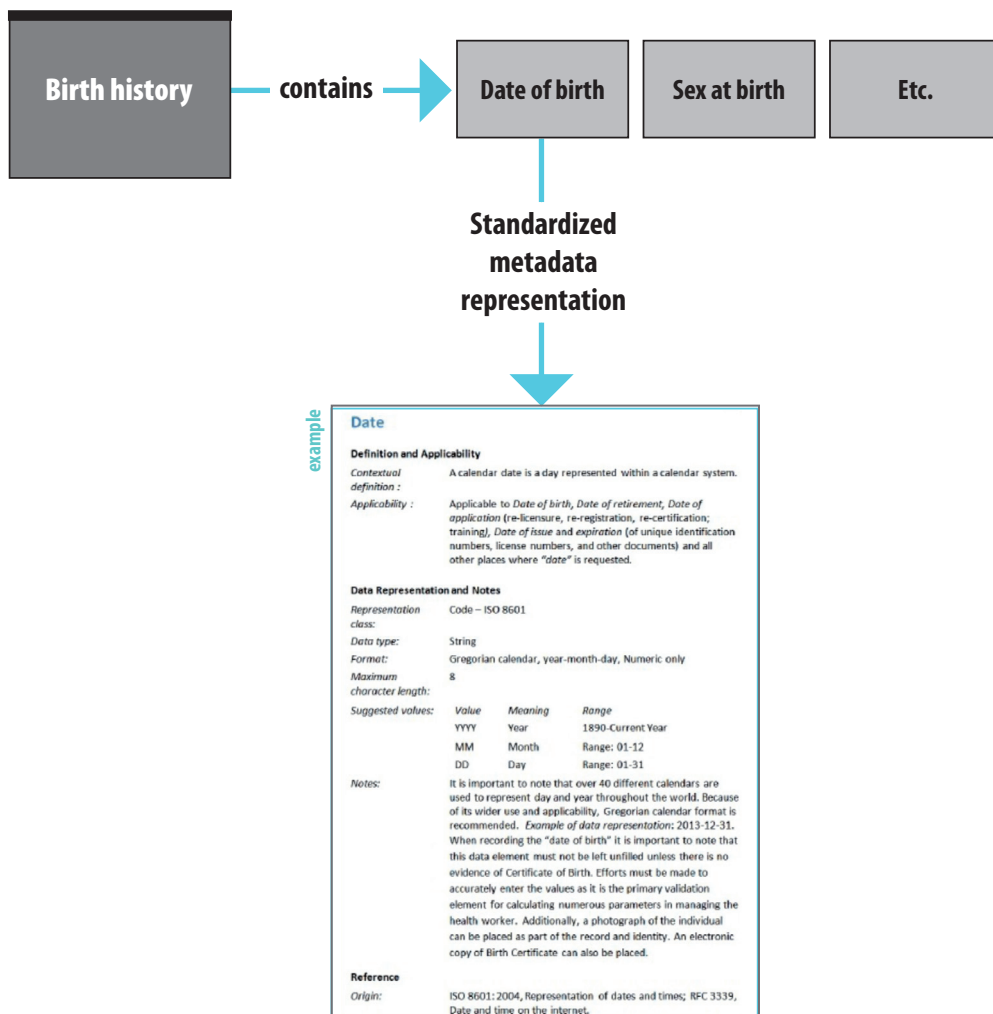 Birth history
contains
Date of birth
Sex at birth
Etc.
Standardized
metadata
representation
example
Date
Definition and Applicability
Contextual definition : A calendar date is a day represented within a calendar system.
Applicability : Applicable to Date of birth, Date of retirement, Date of
application (re-licensure, re-registration, re-certification;
training), Date of issue and expiration (of unique identification
numbers, license numbers, and other documents) and all
other places where "date" is requested.
Data Representation and Notes
Representation class: Code – ISO 8601
Data type: String
Format: Gregorian calendar, year-month-day, Numeric only
Maximum character length: 8
Suggested values: Value Meaning Range
YYYY Year 1890-Current Year
MM Month Range: 01-12
DD Day Range: 01-31
Notes: It is important to note that over 40 different calendars are
used to represent day and year throughout the world. Because
of its wider use and applicability, Gregorian calendar format is
recommended. Example of data representation: 2013-12-31.
When recording the "date of birth" it is important to note that
this data element must not be left unfilled unless there is no
evidence of Certificate of Birth. Efforts must be made to
accurately enter the values as it is the primary validation
element for calculating numerous parameters in managing the
health worker. Additionally, a photograph of the individual
can be placed as part of the record and identity. An electronic
copy of Birth Certificate can also be placed.
Reference
Origin: ISO 8601:2004, Representation of dates and times; RFC 3339,
Date and time on the internet.